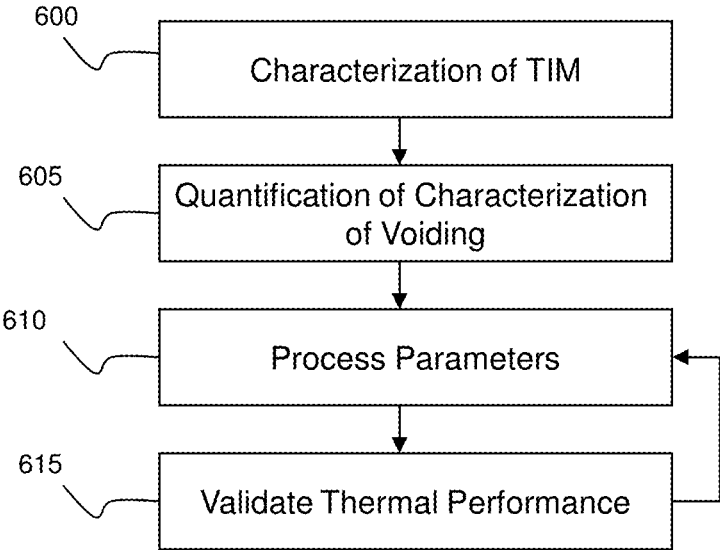 600
Characterization of TIM
605
Quantification of Characterization
of Voiding
610
Process Parameters
615
Validate Thermal Performance